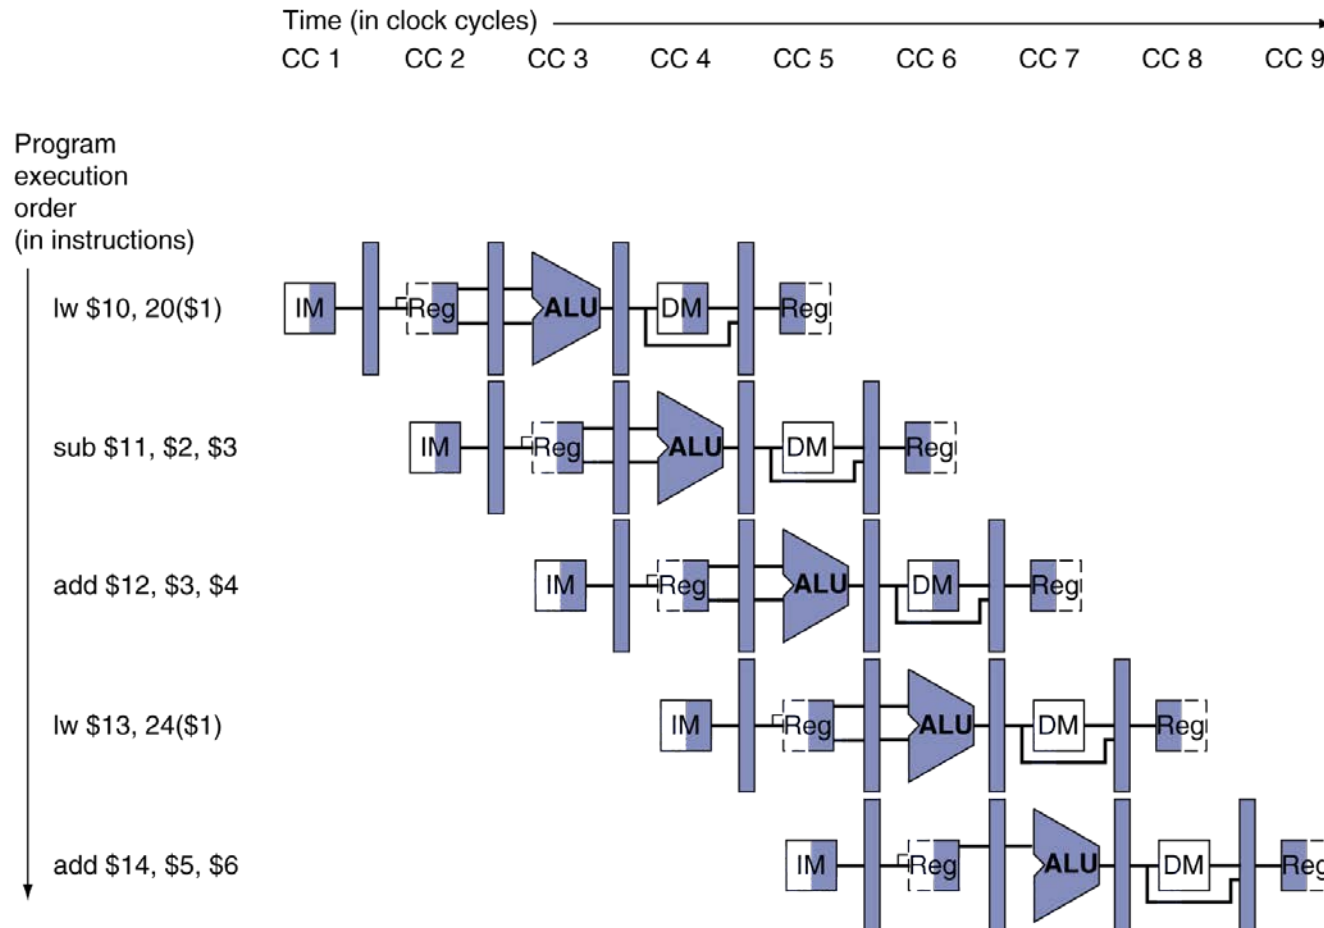 Time (in clock cycles)
CC 1 CC 2 CC 3 CC 4 CC 5 CC 6 CC 7 CC 8 CC 9
Program
execution
order
(in instructions)
lw $10, 20($1)
IM Reg ALU DM Reg
sub $11, $2, $3
IM Reg ALU DM Reg
add $12, $3, $4
IM Reg ALU DM Reg
lw $13, 24($1)
IM Reg ALU DM Reg
add $14, $5, $6
IM Reg ALU DM Reg